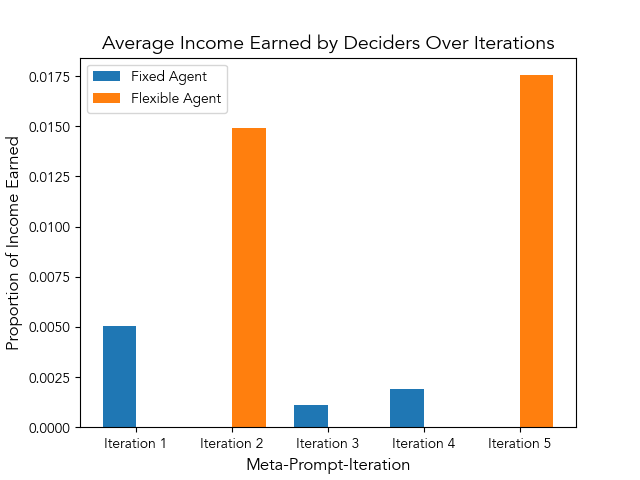 Average Income Earned by Deciders Over Iterations
Fixed Agent
Flexible Agent
Proportion of Income Earned
0.0175
0.0150
0.0125
0.0100
0.0075
0.0050
0.0025
0.0000
Iteration 1 Iteration 2 Iteration 3 Iteration 4 Iteration 5
Meta-Prompt-Iteration